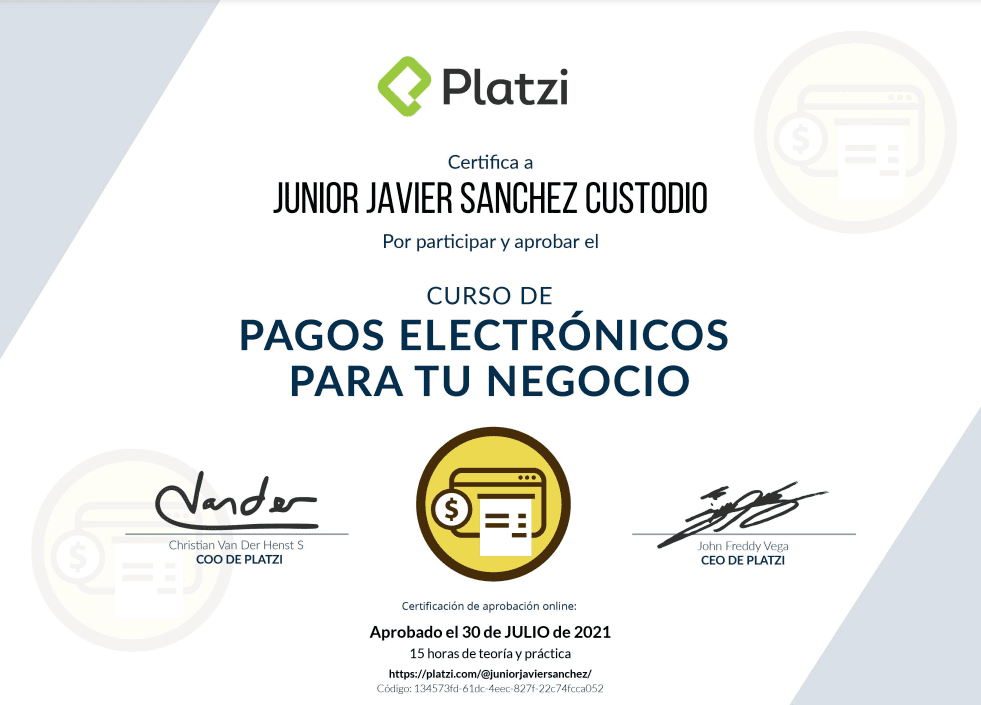 Platzi
Certifica a
JUNIOR JAVIER SANCHEZ CUSTODIO
Por participar y aprobar el
CURSO DE
PAGOS ELECTRÓNICOS
PARA TU NEGOCIO
$
$
Vander
$
Christian Van Der Henst S
COO DE PLATZI
John Freddy Vega
CEO DE PLATZI
Certificación de aprobación online:
Aprobado el 30 de JULIO de 2021
15 horas de teoría y práctica
https://platzi.com/@juniorjaviersanchez/
Código: 134573fd-61dc-4eec-827f-22c74fcca052